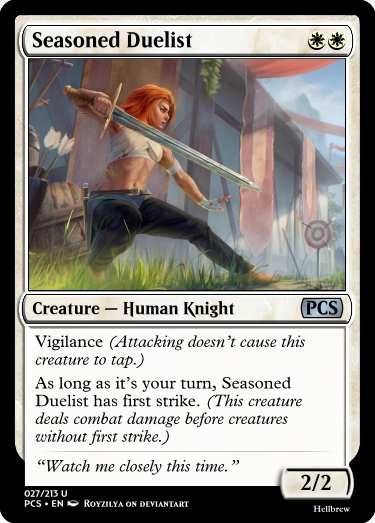 Seasoned Duelist
Creature — Human Knight
PCS
Vigilance (Attacking doesn't cause this
creature to tap.)
As long as it's your turn, Seasoned
Duelist has first strike. (This creature
deals combat damage before creatures
without first strike.)
“Watch me closely this time.”
2/2
027/213 U
PCS • EN Royzilya on deviantart
Hellbrew